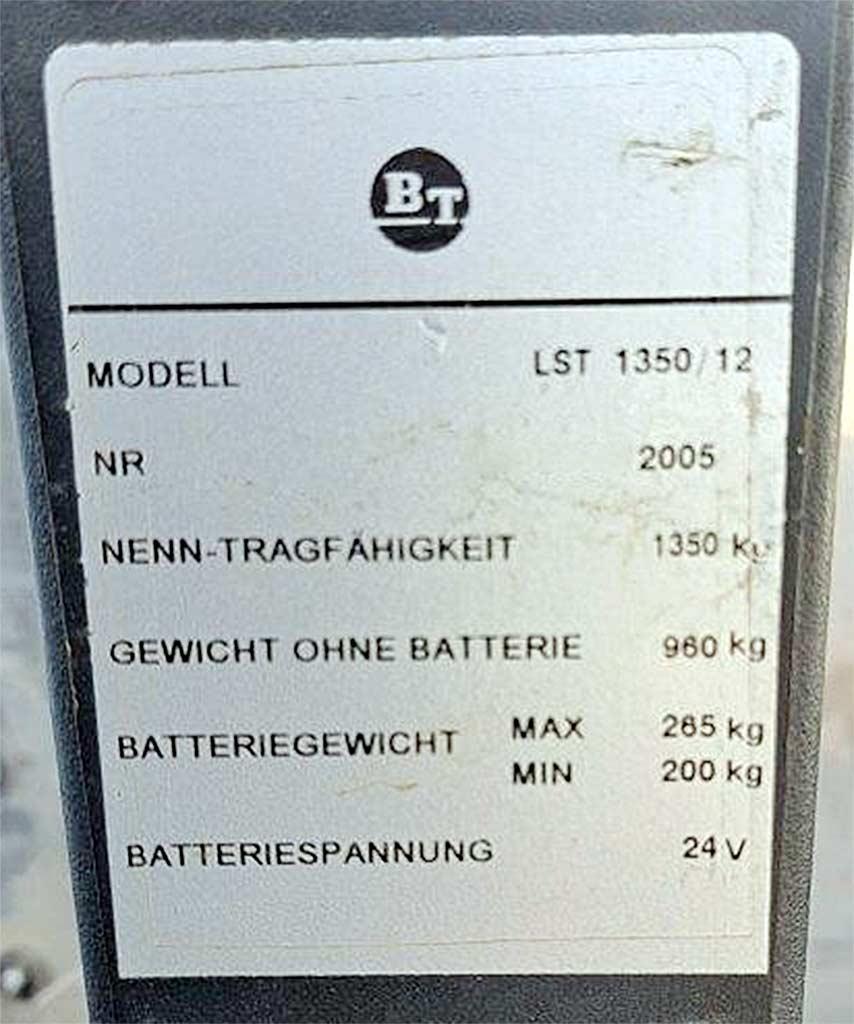 BT
MODELL LST 1350/12
NR 2005
NENN-TRAGFÄHIGKEIT 1350 kg
GEWICHT OHNE BATTERIE 960 kg
BATTERIEGEWICHT MAX 265 kg
MIN 200 kg
BATTERIESPANNUNG 24 V